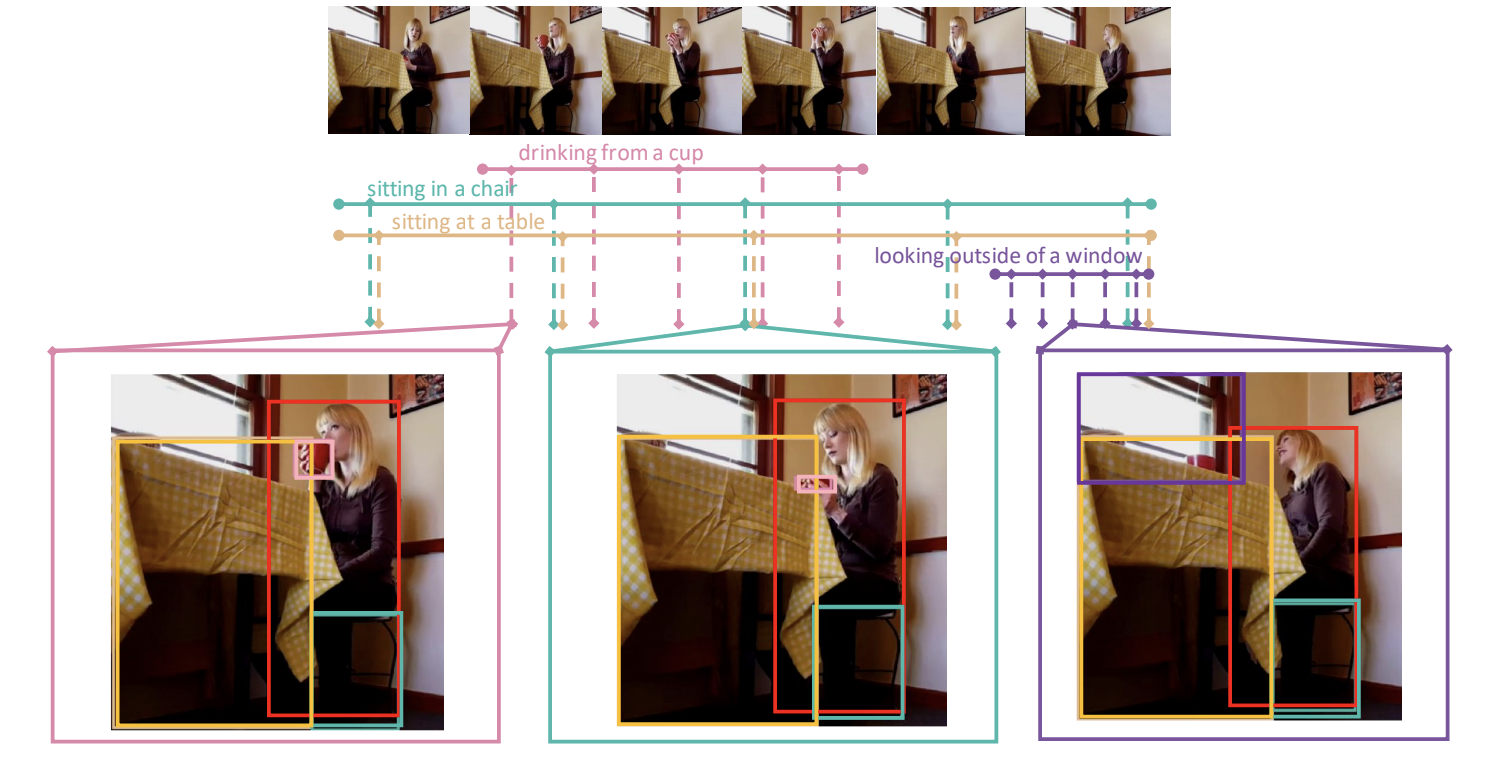 drinking from a cup
sitting in a chair
sitting at a table
looking outside of a window